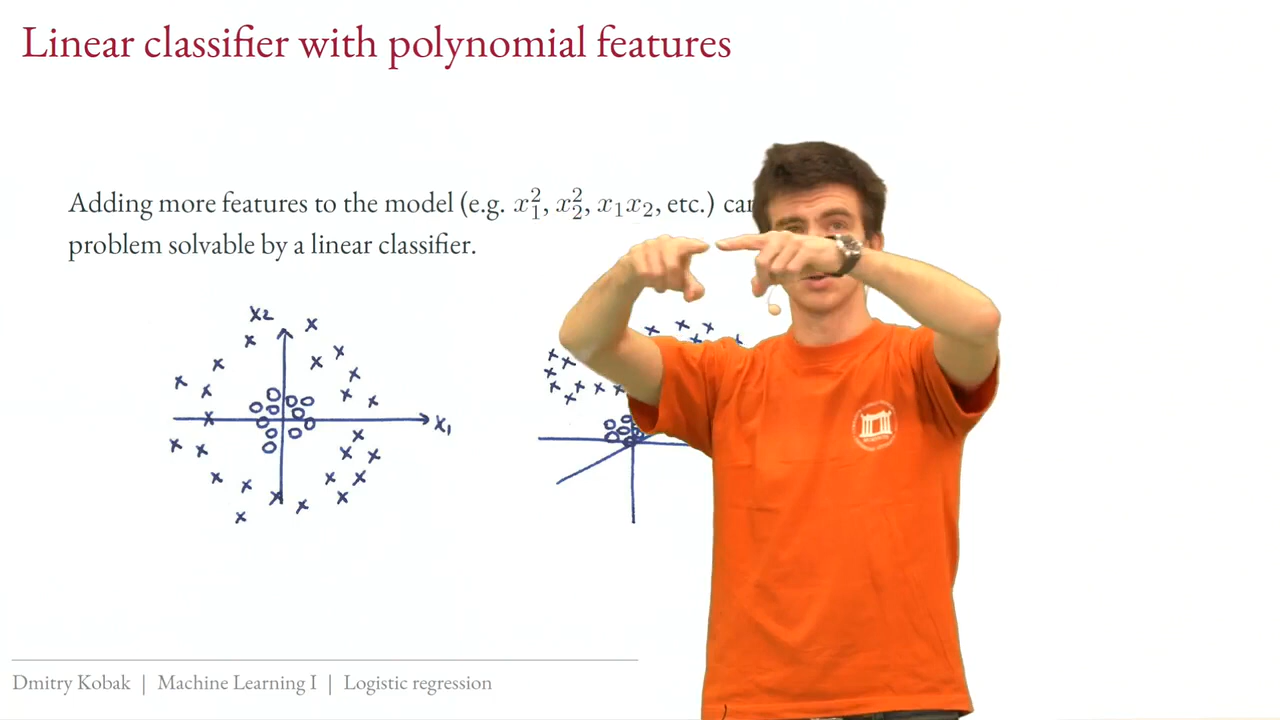 Linear classifier with polynomial features
Adding more features to the model (e.g. x₁², x₂², x₁x₂, etc.) can
problem solvable by a linear classifier.
x₂
x₁
Dmitry Kobak | Machine Learning I | Logistic regression